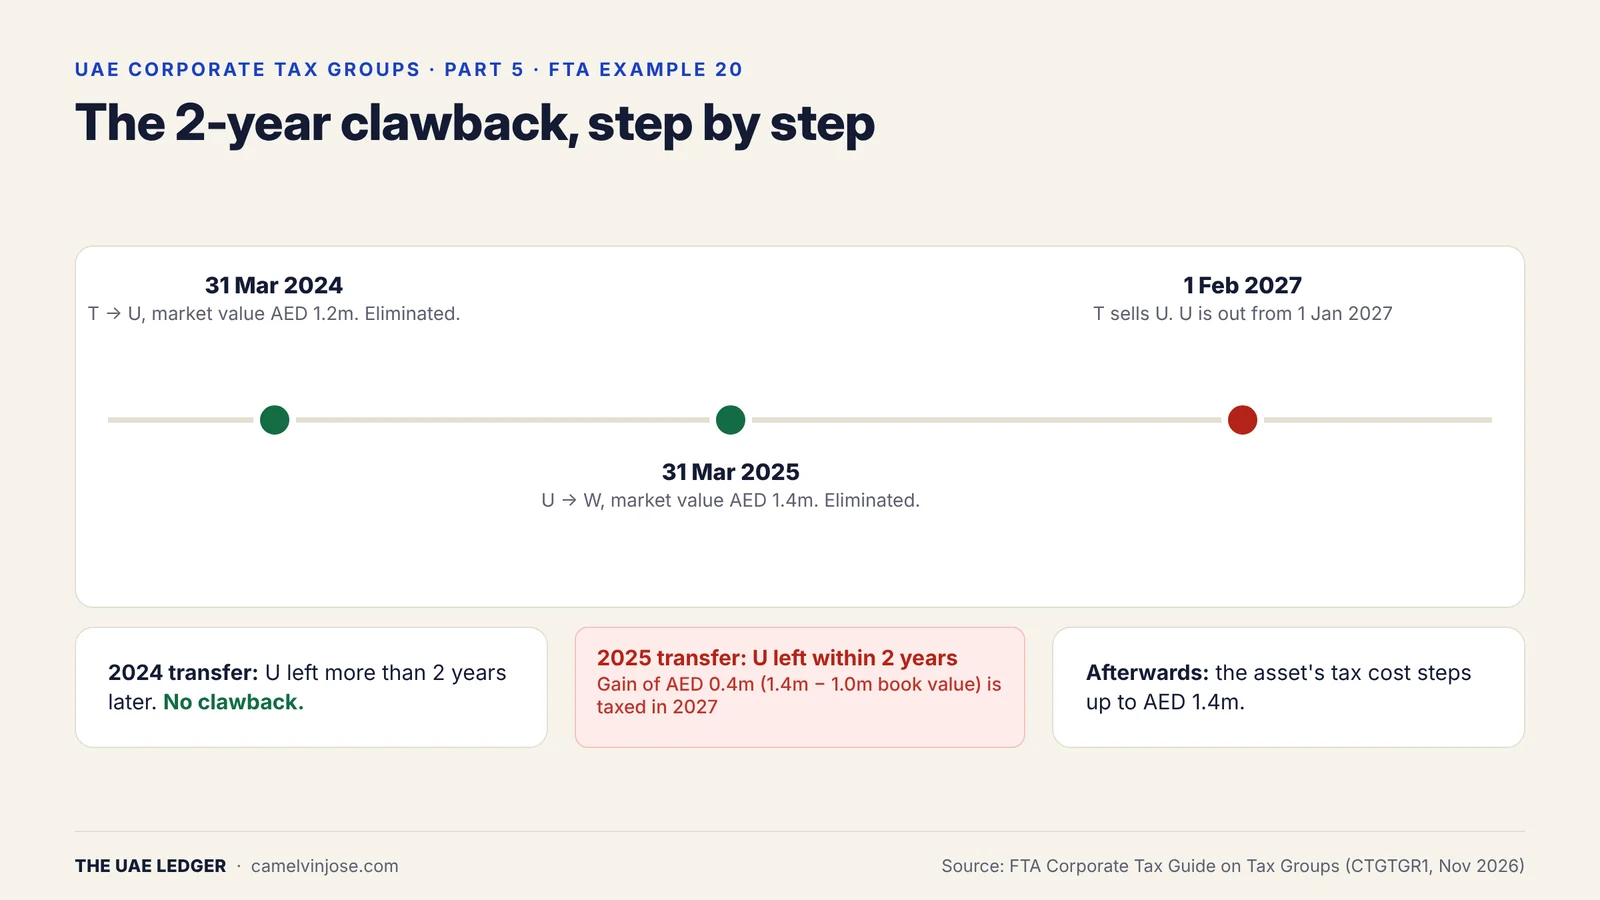 UAE CORPORATE TAX GROUPS · PART 5 · FTA EXAMPLE 20
The 2-year clawback, step by step
31 Mar 2024
T → U, market value AED 1.2m. Eliminated.
1 Feb 2027
T sells U. U is out from 1 Jan 2027
31 Mar 2025
U → W, market value AED 1.4m. Eliminated.
2024 transfer: U left more than 2 years
later. No clawback.
2025 transfer: U left within 2 years
Gain of AED 0.4m (1.4m − 1.0m book value) is
taxed in 2027
Afterwards: the asset's tax cost steps
up to AED 1.4m.
THE UAE LEDGER · camelvinjose.com
Source: FTA Corporate Tax Guide on Tax Groups (CTGTGR1, Nov 2026)